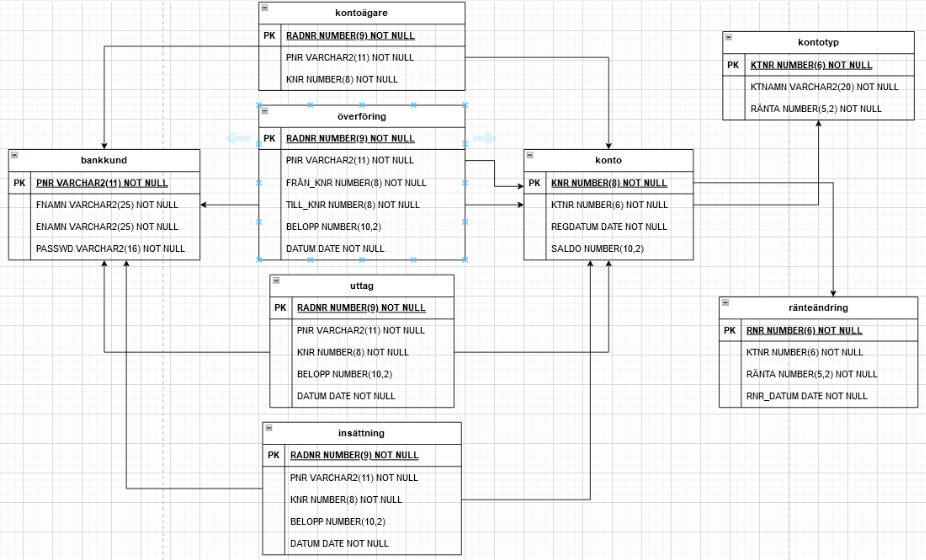 kontoägare
PK RADNR NUMBER(9) NOT NULL
PNR VARCHAR2(11) NOT NULL
KNR NUMBER(8) NOT NULL
kontotyp
PK KTNR NUMBER(6) NOT NULL
KTNAMN VARCHAR2(20) NOT NULL
RÄNTA NUMBER(5,2) NOT NULL
överföring
PK RADNR NUMBER(9) NOT NULL
PNR VARCHAR2(11) NOT NULL
FRÅN_KNR NUMBER(8) NOT NULL
TILL_KNR NUMBER(8) NOT NULL
BELOPP NUMBER(10,2)
DATUM DATE NOT NULL
bankkund
PK PNR VARCHAR2(11) NOT NULL
FNAMN VARCHAR2(25) NOT NULL
ENAMN VARCHAR2(25) NOT NULL
PASSWD VARCHAR2(16) NOT NULL
konto
PK KNR NUMBER(8) NOT NULL
KTNR NUMBER(6) NOT NULL
REGDATUM DATE NOT NULL
SALDO NUMBER(10,2)
uttag
PK RADNR NUMBER(9) NOT NULL
PNR VARCHAR2(11) NOT NULL
KNR NUMBER(8) NOT NULL
BELOPP NUMBER(10,2)
DATUM DATE NOT NULL
ränteändring
PK RNR NUMBER(6) NOT NULL
KTNR NUMBER(6) NOT NULL
RÄNTA NUMBER(5,2) NOT NULL
RNR_DATUM DATE NOT NULL
insättning
PK RADNR NUMBER(9) NOT NULL
PNR VARCHAR2(11) NOT NULL
KNR NUMBER(8) NOT NULL
BELOPP NUMBER(10,2)
DATUM DATE NOT NULL